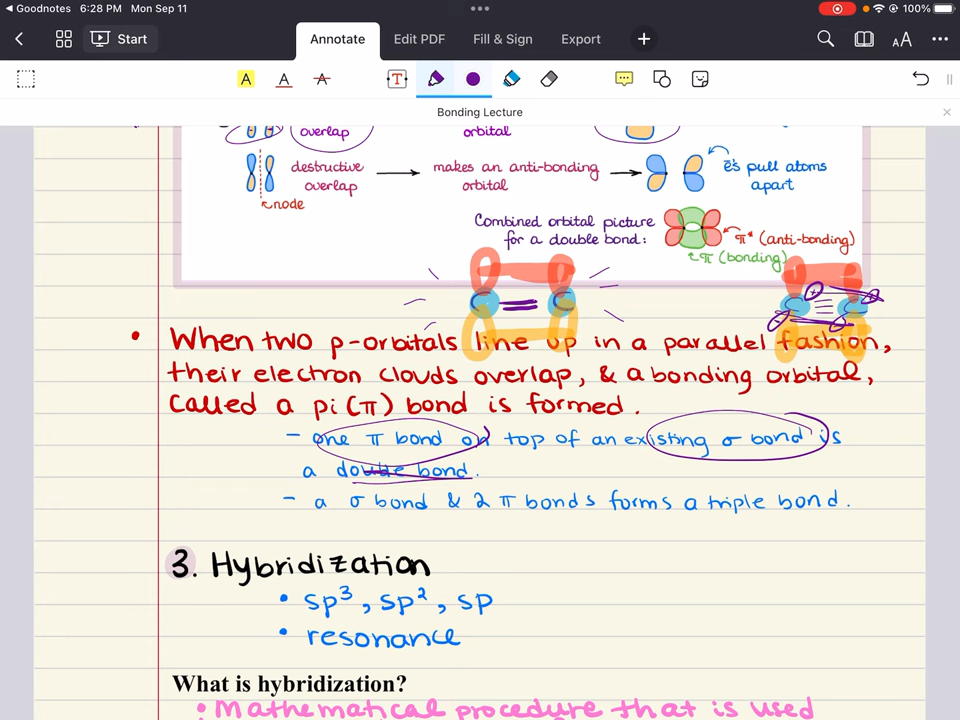 Goodnotes 6:28 PM Mon Sep 11 100%
Start Annotate Edit PDF Fill & Sign Export
Bonding Lecture
overlap
orbital
destructive overlap
makes an anti-bonding orbital
e's pull atoms apart
node
Combined orbital picture
for a double bond:
π* (anti-bonding)
π (bonding)
C C
• When two p-orbitals line up in a parallel fashion,
their electron clouds overlap, & a bonding orbital,
called a pi (π) bond is formed.
- one π bond on top of an existing σ bond is
a double bond.
- a σ bond & 2 π bonds forms a triple bond.
3. Hybridization
• sp³, sp², sp
• resonance
What is hybridization?
• Mathematical procedure that is used